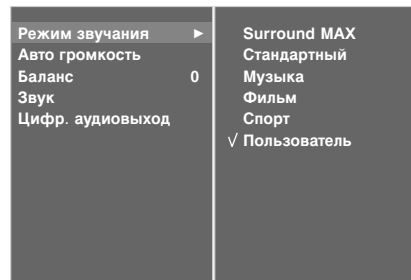 Режим звучания ►
Авто громкость
Баланс 0
Звук
Цифр. аудиовыход
Surround MAX
Стандартный
Музыка
Фильм
Спорт
√ Пользователь